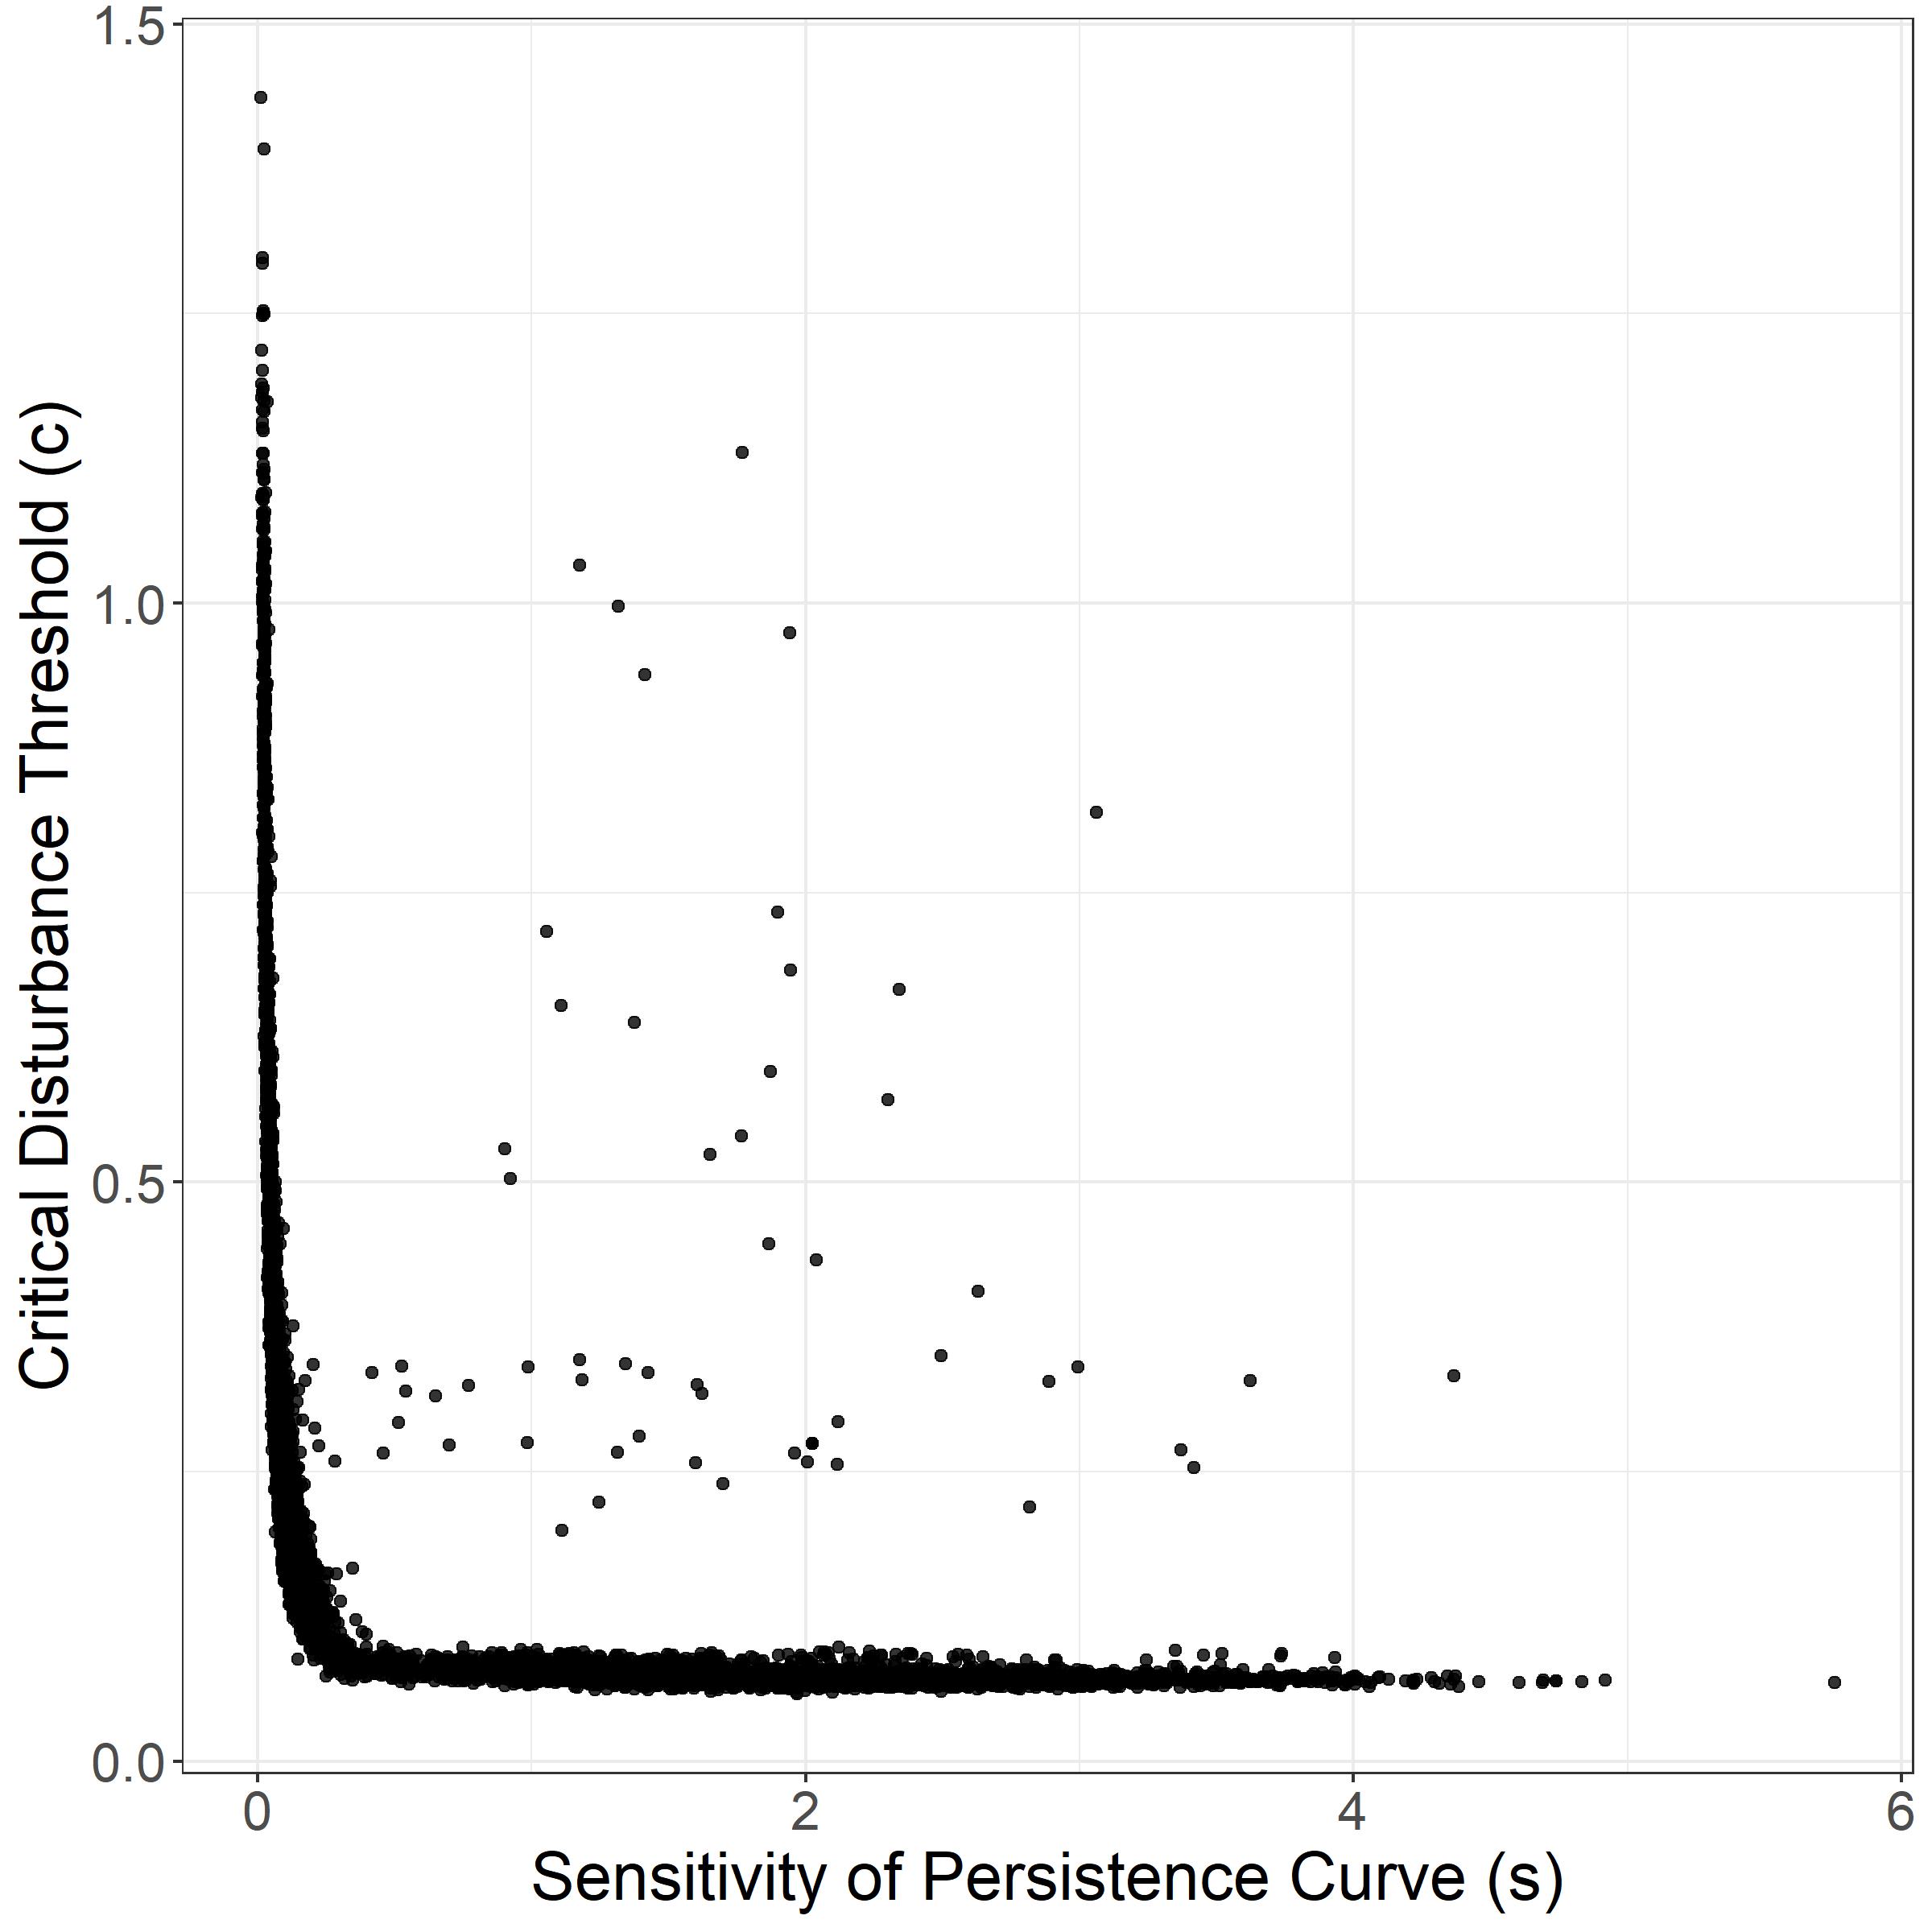 Critical Disturbance Threshold (c)
1.5
1.0
0.5
0.0
0 2 4 6
Sensitivity of Persistence Curve (s)